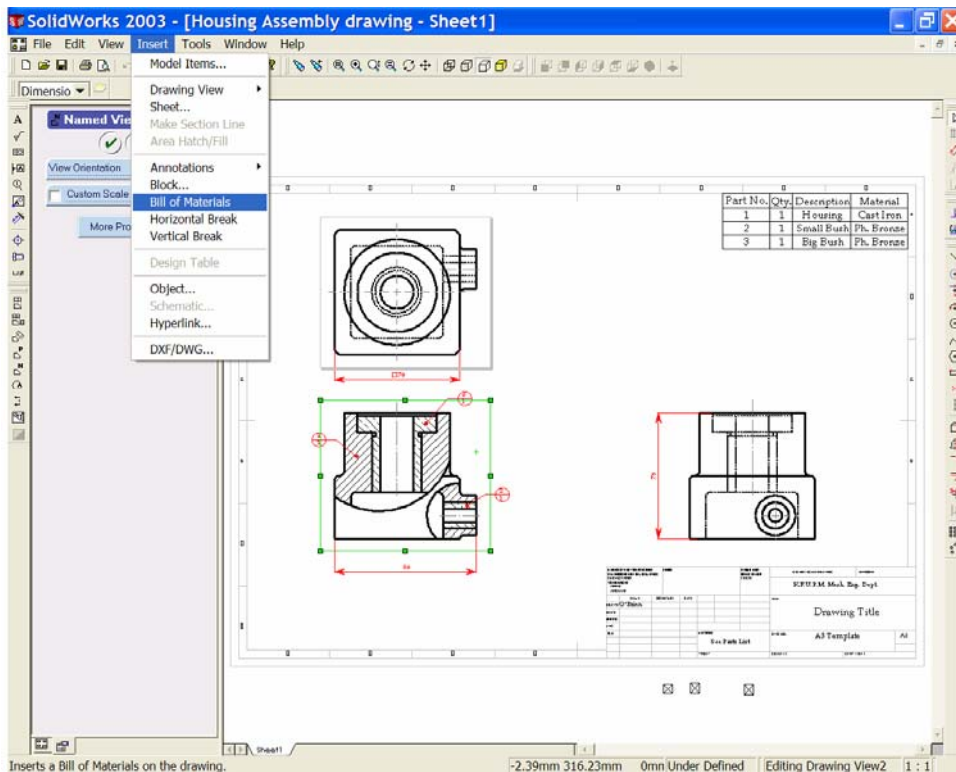 SolidWorks 2003 - [Housing Assembly drawing - Sheet1]
File Edit View Insert Tools Window Help
Dimensio
Named Vie
View Orientation
Custom Scale
More Pro
Model Items...
Drawing View
Sheet...
Make Section Line
Area Hatch/Fill
Annotations
Block...
Bill of Materials
Horizontal Break
Vertical Break
Design Table
Object...
Schematic...
Hyperlink...
DXF/DWG...
Part No. Qty. Description Material
1 1 Housing Cast Iron
2 1 Small Bush Ph. Bronze
3 1 Big Bush Ph. Bronze
Drawing Title
See Parts List
A3 Template
Sheet1
Inserts a Bill of Materials on the drawing.
-2.39mm 316.23mm 0mm Under Defined Editing Drawing View2 1 : 1